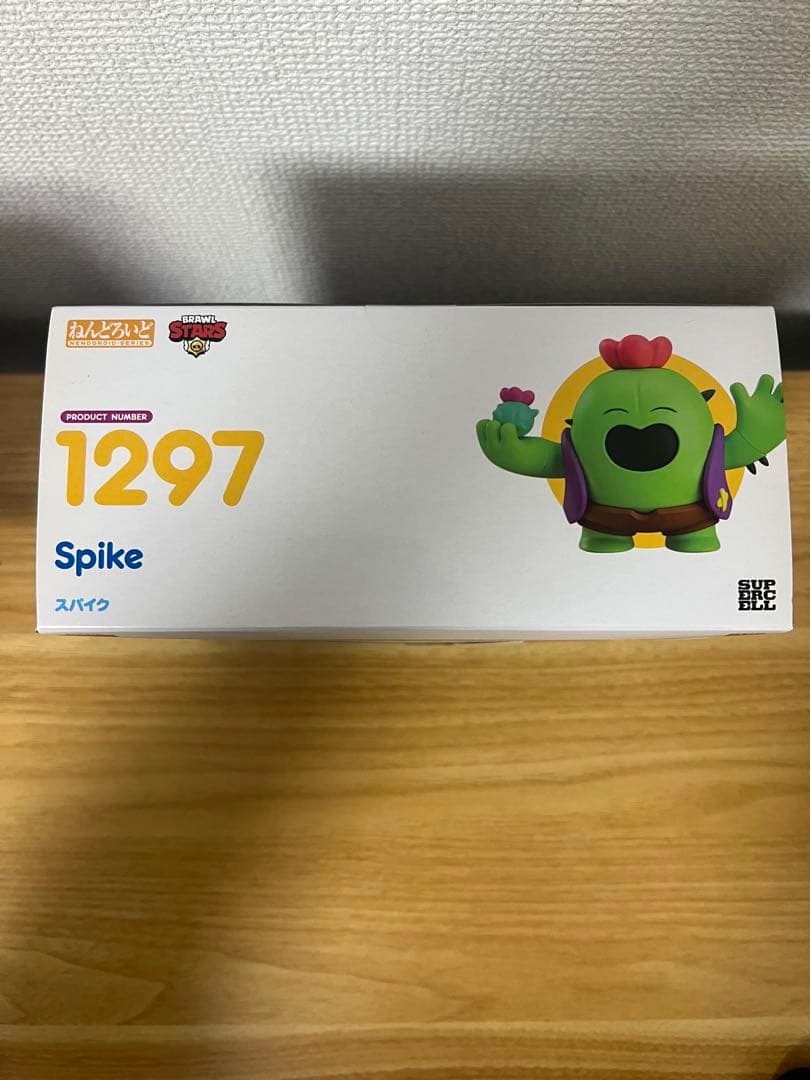 ねんどろいど
NENDOROID SERIES
BRAWL
STARS
PRODUCT NUMBER
1297
Spike
スパイク
SUP
ERC
ELL